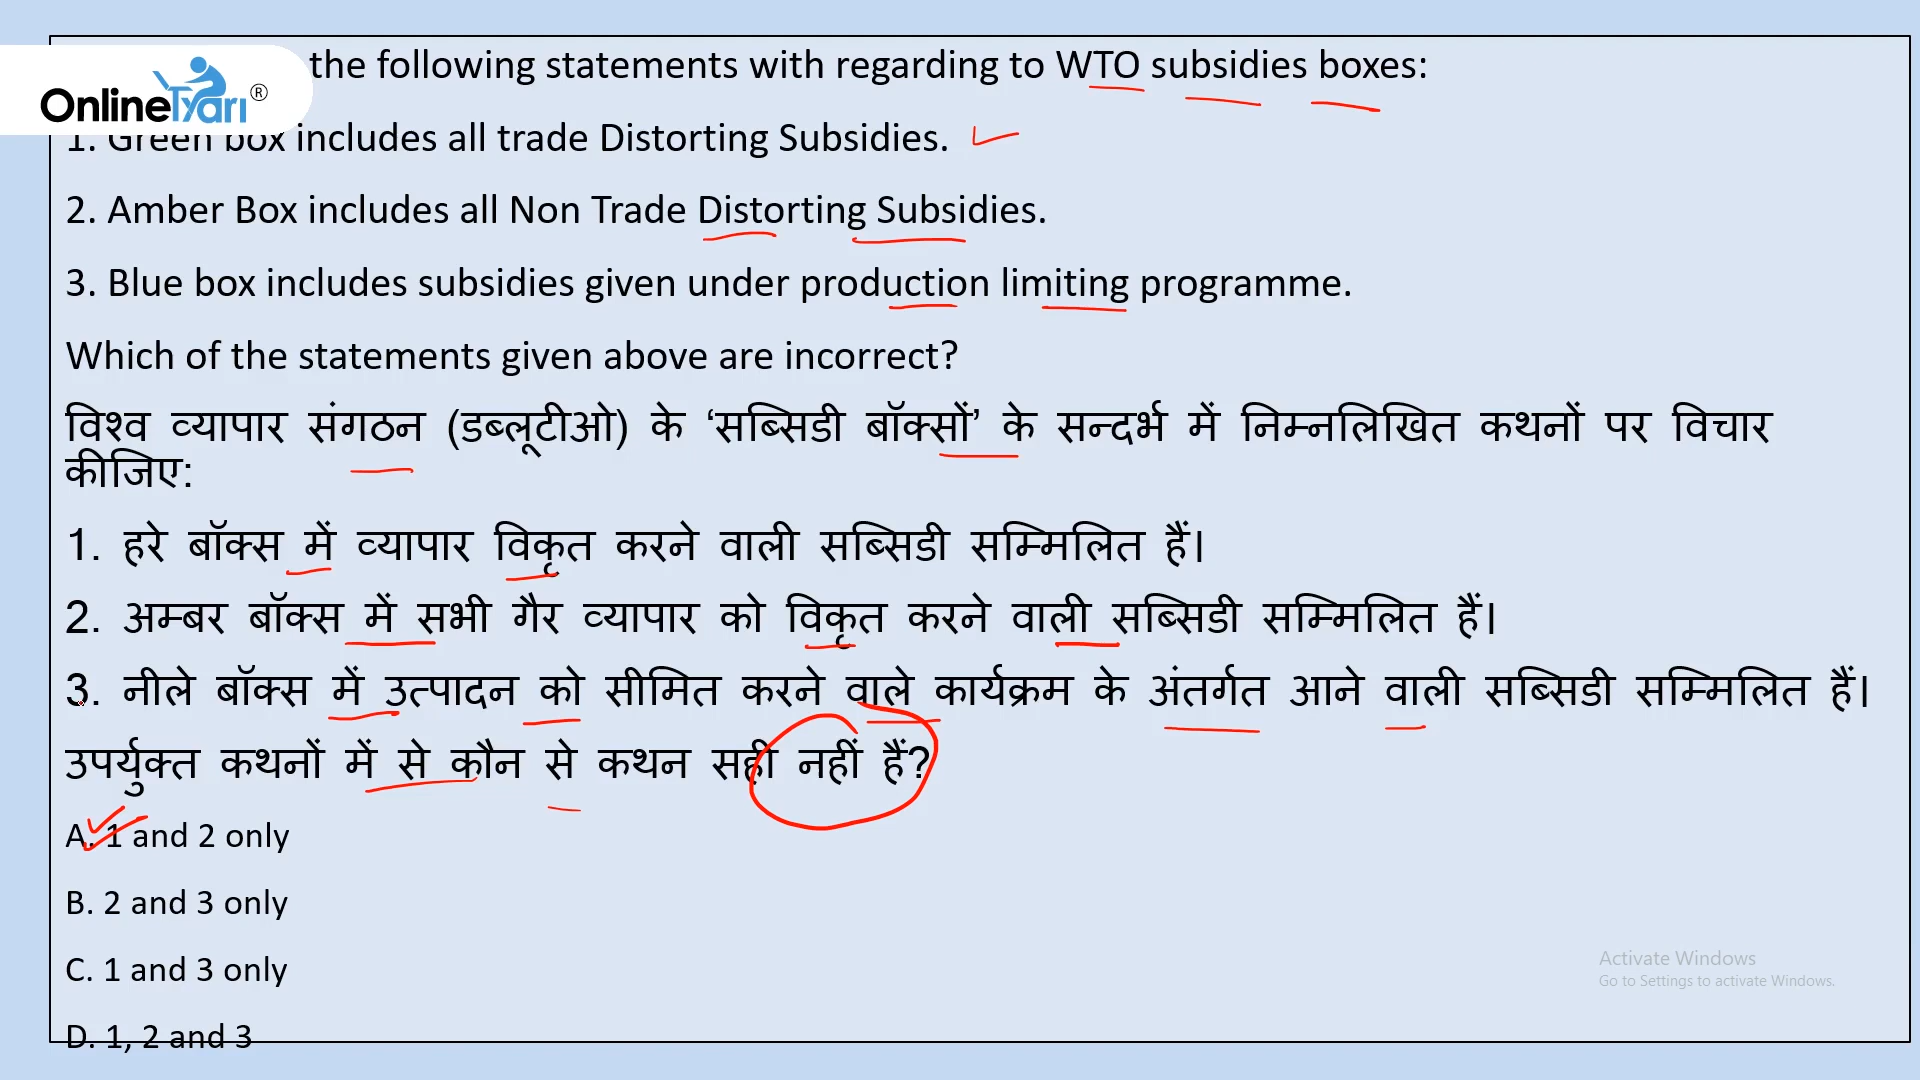 OnlineTyari®
the following statements with regarding to WTO subsidies boxes:
1. Green box includes all trade Distorting Subsidies.
2. Amber Box includes all Non Trade Distorting Subsidies.
3. Blue box includes subsidies given under production limiting programme.
Which of the statements given above are incorrect?
विश्व व्यापार संगठन (डब्लूटीओ) के ‘सब्सिडी बॉक्सों’ के सन्दर्भ में निम्नलिखित कथनों पर विचार
कीजिए:
1. हरे बॉक्स में व्यापार विकृत करने वाली सब्सिडी सम्मिलित हैं।
2. अम्बर बॉक्स में सभी गैर व्यापार को विकृत करने वाली सब्सिडी सम्मिलित हैं।
3. नीले बॉक्स में उत्पादन को सीमित करने वाले कार्यक्रम के अंतर्गत आने वाली सब्सिडी सम्मिलित हैं।
उपर्युक्त कथनों में से कौन से कथन सही नहीं हैं?
A. 1 and 2 only
B. 2 and 3 only
C. 1 and 3 only
D. 1, 2 and 3
Activate Windows
Go to Settings to activate Windows.